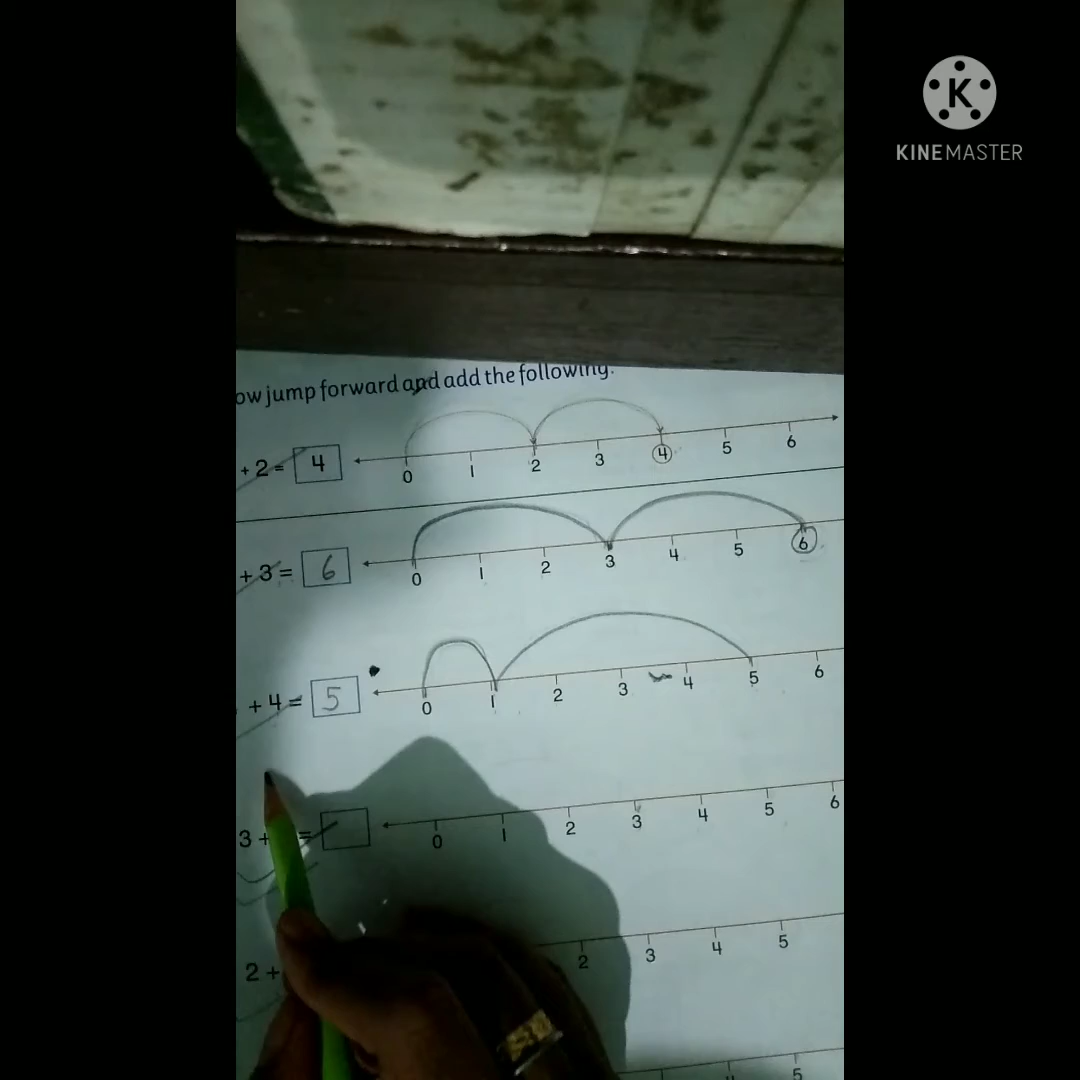 KINEMASTER
ow jump forward and add the following.
+ 2 = 4
0 1 2 3 4 5 6
+ 3 = 6
0 1 2 3 4 5 6
+ 4 = 5
0 1 2 3 4 5 6
3 + =
0 1 2 3 4 5 6
2 +
2 3 4 5
5